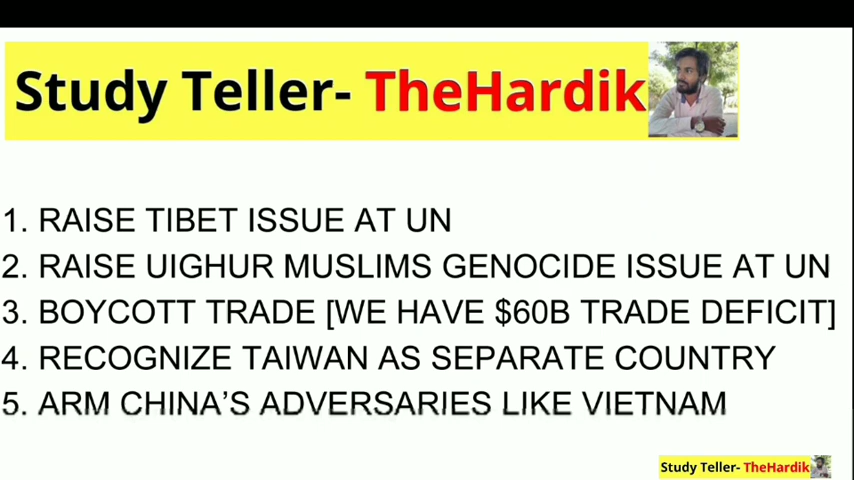 Study Teller- TheHardik
1. RAISE TIBET ISSUE AT UN
2. RAISE UIGHUR MUSLIMS GENOCIDE ISSUE AT UN
3. BOYCOTT TRADE [WE HAVE $60B TRADE DEFICIT]
4. RECOGNIZE TAIWAN AS SEPARATE COUNTRY
5. ARM CHINA'S ADVERSARIES LIKE VIETNAM
Study Teller- TheHardik